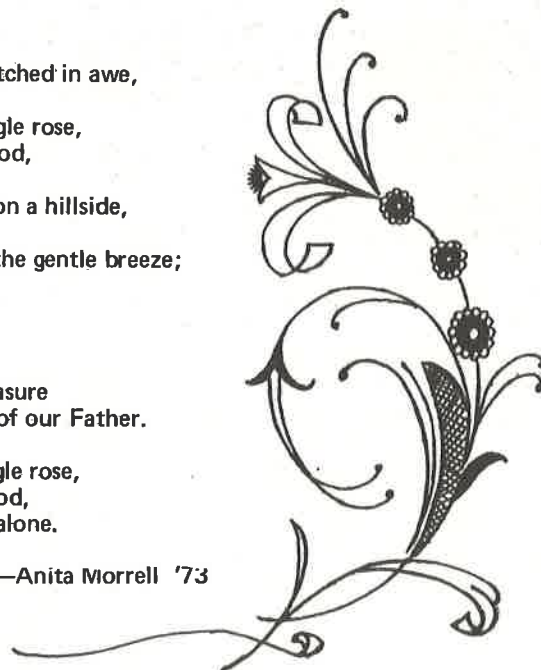 tched in awe,
gle rose,
od,
on a hillside,
the gentle breeze;
asure
of our Father.
gle rose,
od,
alone.
—Anita Morrell '73